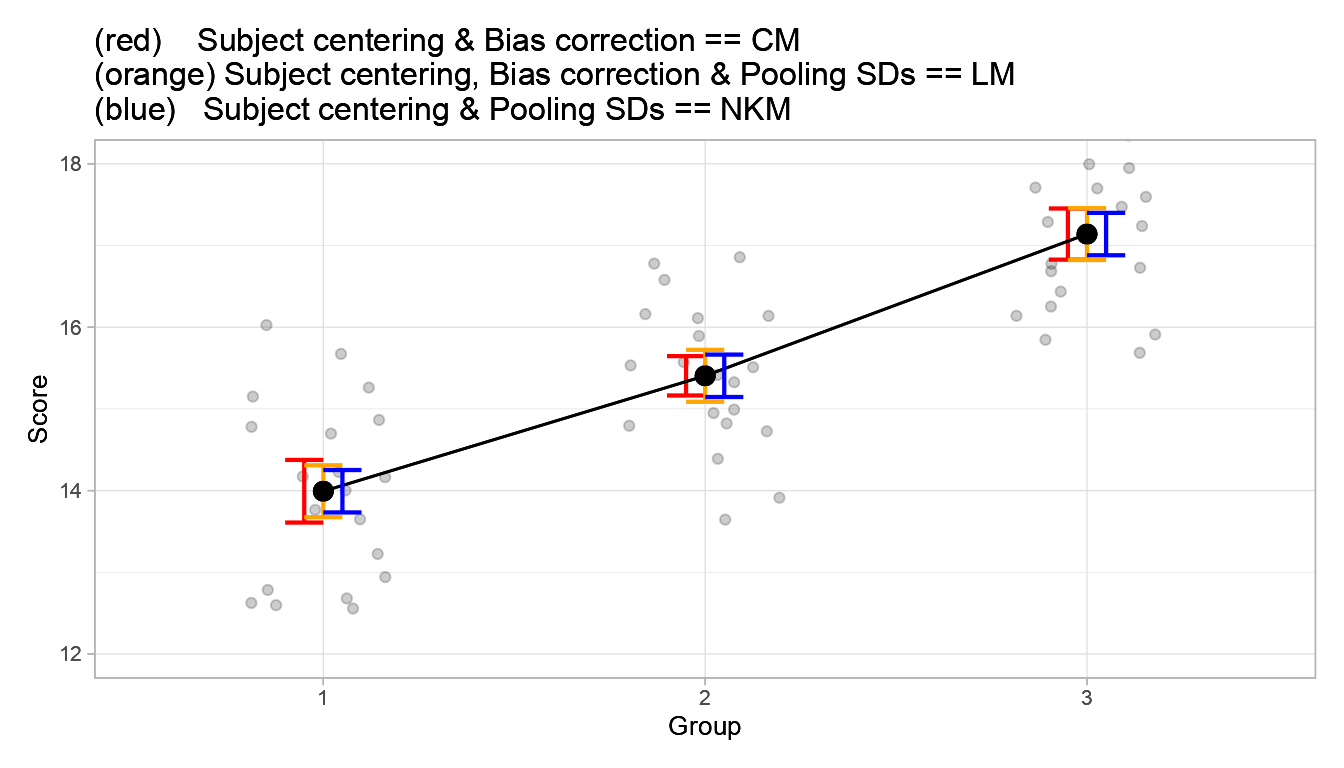 (red)    Subject centering & Bias correction == CM
(orange) Subject centering, Bias correction & Pooling SDs == LM
(blue)   Subject centering & Pooling SDs == NKM
18
16
14
12
Score
1 2 3
Group